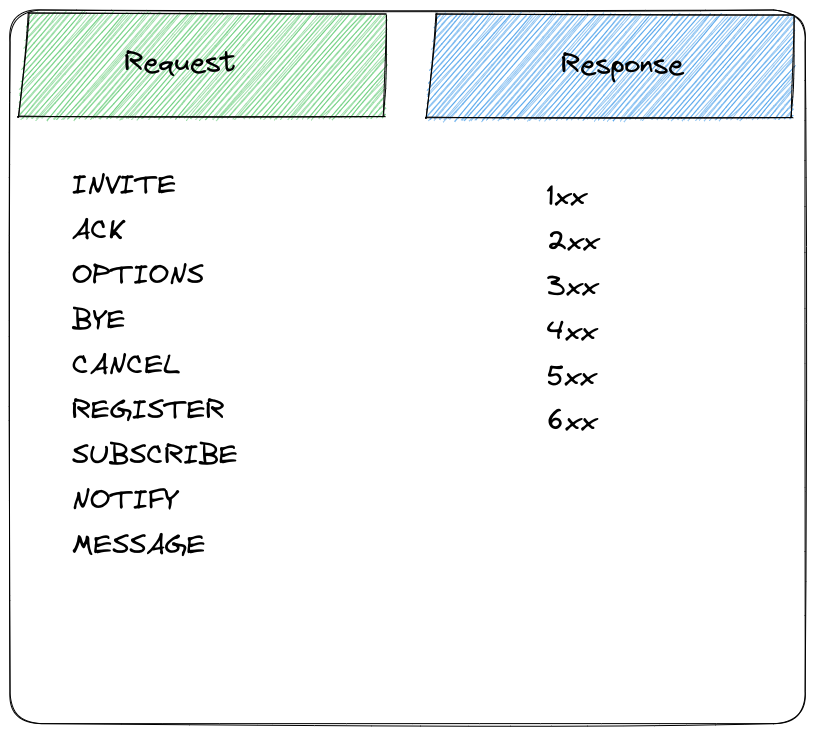 Request
INVITE
ACK
OPTIONS
BYE
CANCEL
REGISTER
SUBSCRIBE
NOTIFY
MESSAGE
Response
1xx
2xx
3xx
4xx
5xx
6xx